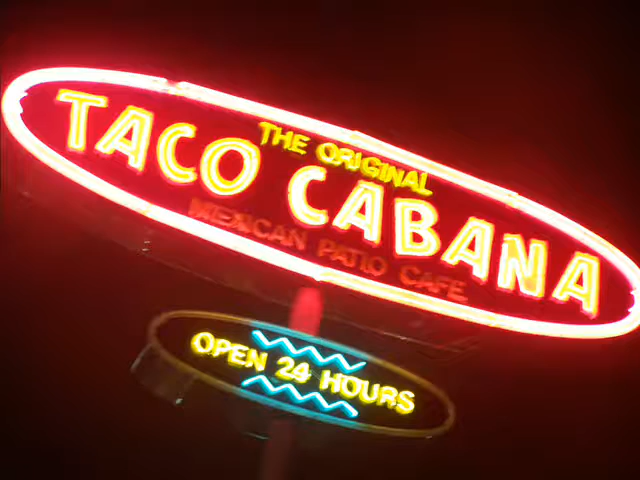 THE ORIGINAL
TACO CABANA
MEXICAN PATIO CAFE
OPEN 24 HOURS